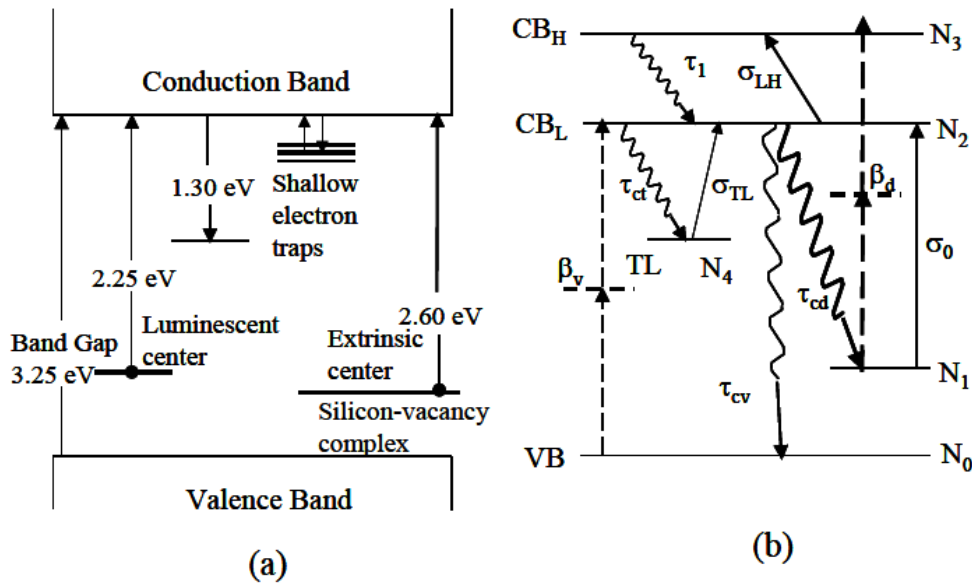 Conduction Band
1.30 eV
Shallow
electron
traps
2.25 eV
2.60 eV
Band Gap
3.25 eV
Luminescent
center
Extrinsic
center
Silicon-vacancy
complex
Valence Band
(a)
CB_H
N_3
τ_1
σ_LH
CB_L
N_2
τ_ct
σ_TL
β_d
TL
N_4
σ_0
β_v
τ_cd
N_1
τ_cv
VB
N_0
(b)